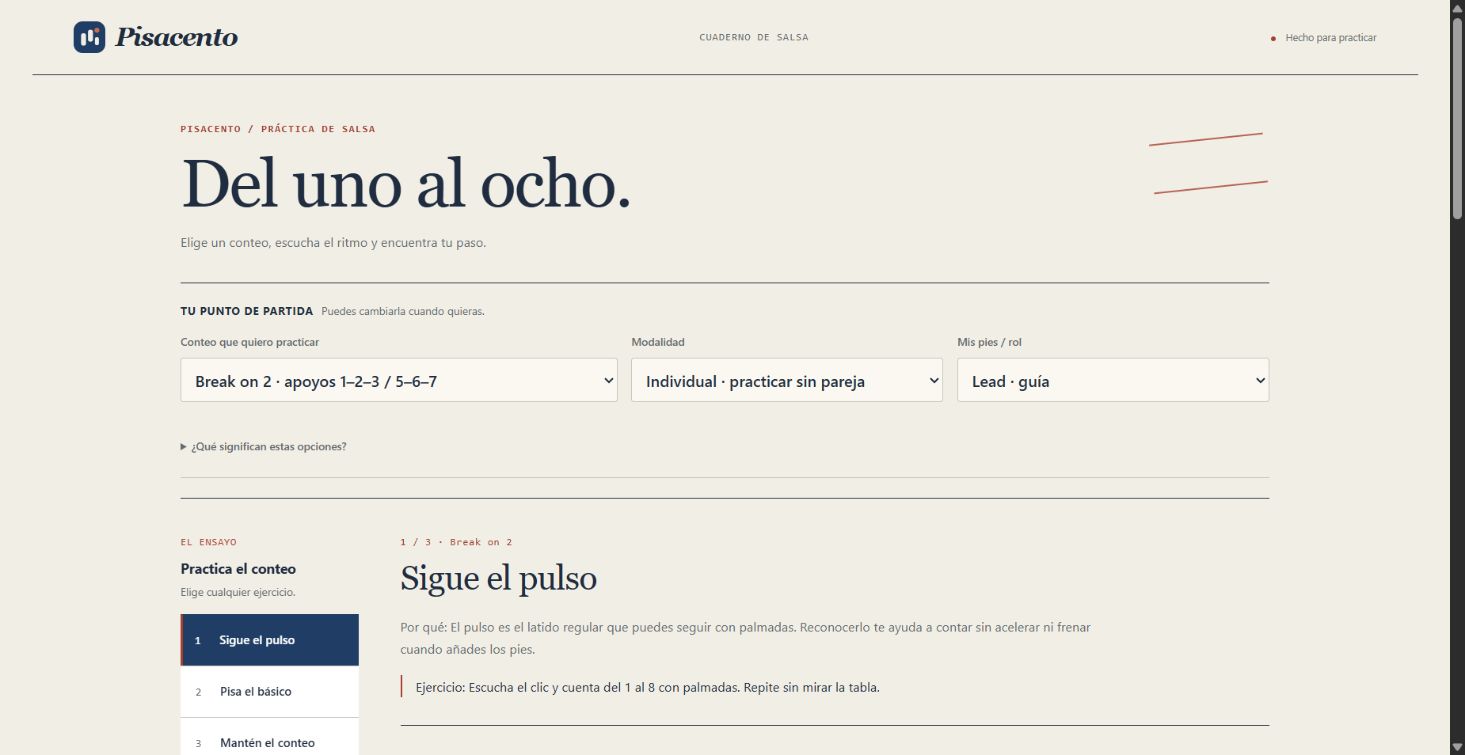 Pisacento
CUADERNO DE SALSA
Hecho para practicar
PISACENTO / PRÁCTICA DE SALSA
Del uno al ocho.
Elige un conteo, escucha el ritmo y encuentra tu paso.
TU PUNTO DE PARTIDA Puedes cambiarla cuando quieras.
Conteo que quiero practicar
Break on 2 · apoyos 1–2–3 / 5–6–7
Modalidad
Individual · practicar sin pareja
Mis pies / rol
Lead · guía
¿Qué significan estas opciones?
EL ENSAYO
Practica el conteo
Elige cualquier ejercicio.
1 Sigue el pulso
2 Pisa el básico
3 Mantén el conteo
1 / 3 · Break on 2
Sigue el pulso
Por qué: El pulso es el latido regular que puedes seguir con palmadas. Reconocerlo te ayuda a contar sin acelerar ni frenar
cuando añades los pies.
Ejercicio: Escucha el clic y cuenta del 1 al 8 con palmadas. Repite sin mirar la tabla.